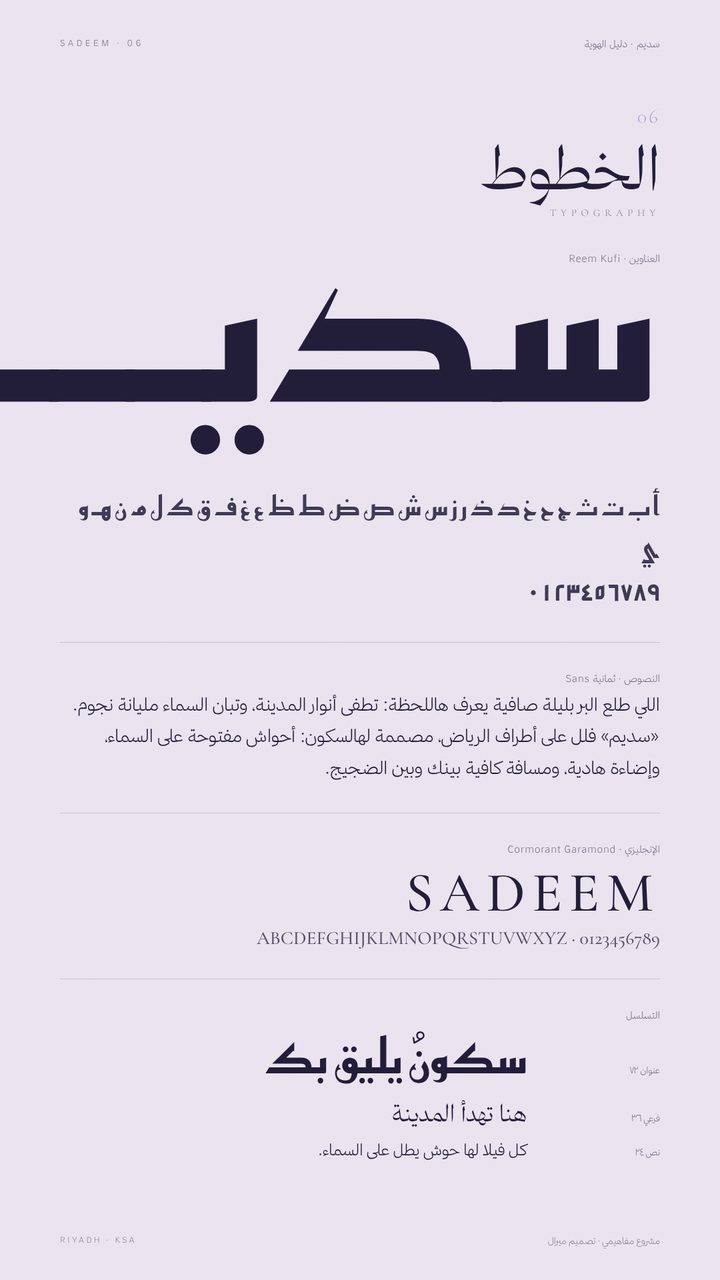 سديم · دليل الهوية
SADEEM · 06
06
الخطوط
TYPOGRAPHY
العناوين · Reem Kufi
سديـ
أ ب ت ث ج ح خ د ذ ر ز س ش ص ض ط ظ ع غ ف ق ك ل م ن هـ و
ي
٠١٢٣٤٥٦٧٨٩
النصوص · ثمانية Sans
اللي طلع البر بليلة صافية يعرف هاللحظة: تطفى أنوار المدينة، وتبان السماء مليانة نجوم.
«سديم» فلل على أطراف الرياض، مصممة لهالسكون: أحواش مفتوحة على السماء،
وإضاءة هادية، ومسافة كافية بينك وبين الضجيج.
الإنجليزي · Cormorant Garamond
SADEEM
ABCDEFGHIJKLMNOPQRSTUVWXYZ · 0123456789
التسلسل
عنوان ٧٢
سكونٌ يليق بك
فرعي ٣٦
هنا تهدأ المدينة
نص ٢٤
كل فيلا لها حوش يطل على السماء.
مشروع مفاهيمي · تصميم ميرال
RIYADH · KSA